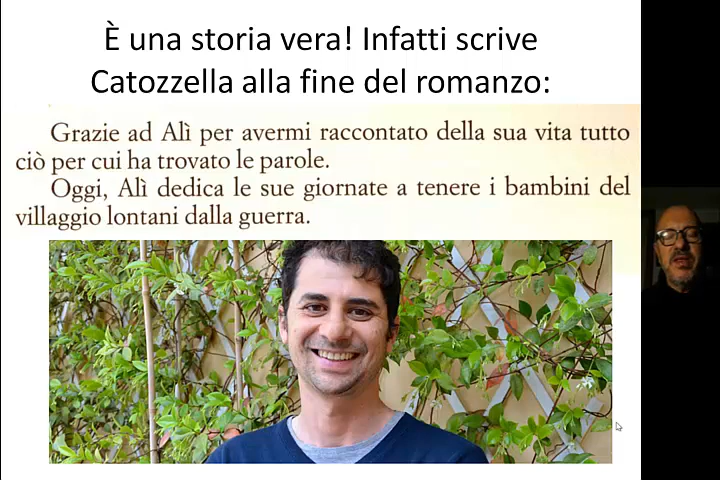 È una storia vera! Infatti scrive
Catozzella alla fine del romanzo:
Grazie ad Alì per avermi raccontato della sua vita tutto
ciò per cui ha trovato le parole.
Oggi, Alì dedica le sue giornate a tenere i bambini del
villaggio lontani dalla guerra.